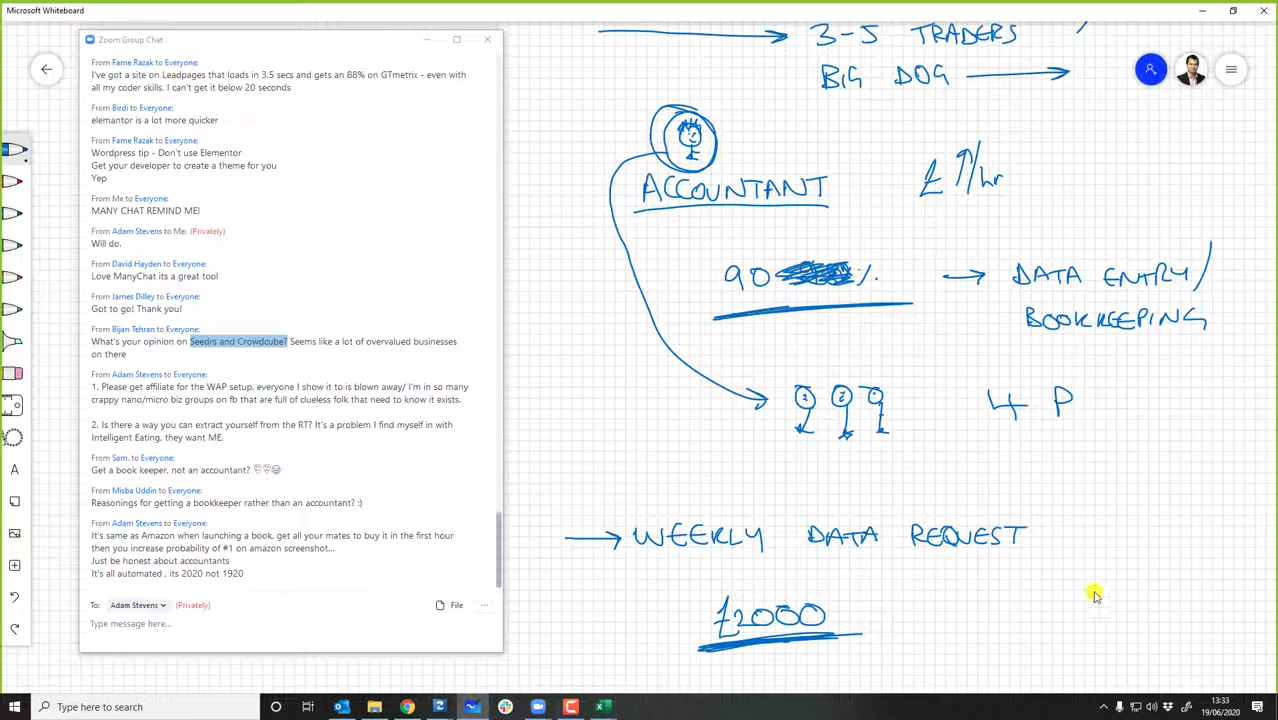 Microsoft Whiteboard
Zoom Group Chat
From Fame Razak to Everyone:
I've got a site on Leadpages that loads in 3.5 secs and gets an 88% on GTmetrix - even with
all my coder skills. I can't get it below 20 seconds
From Birdi to Everyone:
elemantor is a lot more quicker
From Fame Razak to Everyone:
Wordpress tip - Don't use Elementor
Get your developer to create a theme for you
Yep
From Me to Everyone:
MANY CHAT REMIND ME!
From Adam Stevens to Me: (Privately)
Will do.
From David Hayden to Everyone:
Love ManyChat its a great tool!
From James Dilley to Everyone:
Got to go! Thank you!
From Bijan Tehran to Everyone:
What's your opinion on Seedrs and Crowdcube? Seems like a lot of overvalued businesses
on there
From Adam Stevens to Everyone:
1. Please get affiliate for the WAP setup, everyone I show it to is blown away/ I'm in so many
crappy nano/micro biz groups on fb that are full of clueless folk that need to know it exists.
2. Is there a way you can extract yourself from the RT? It's a problem I find myself in with
Intelligent Eating, they want ME.
From Sam. to Everyone:
Get a book keeper, not an accountant?
From Misba Uddin to Everyone:
Reasonings for getting a bookkeeper rather than an accountant? :)
From Adam Stevens to Everyone:
It's same as Amazon when launching a book, get all your mates to buy it in the first hour
then you increase probability of #1 on amazon screenshot...
Just be honest about accountants
It's all automated , its 2020 not 1920
To: Adam Stevens (Privately)
File
Type message here...
3-5 TRADERS
BIG DOG
ACCOUNTANT
£ /hr
90 %
DATA ENTRY/
BOOKKEEPING
4 P
WEEKLY DATA REQUEST
£2000
Type here to search
13:33
19/06/2020